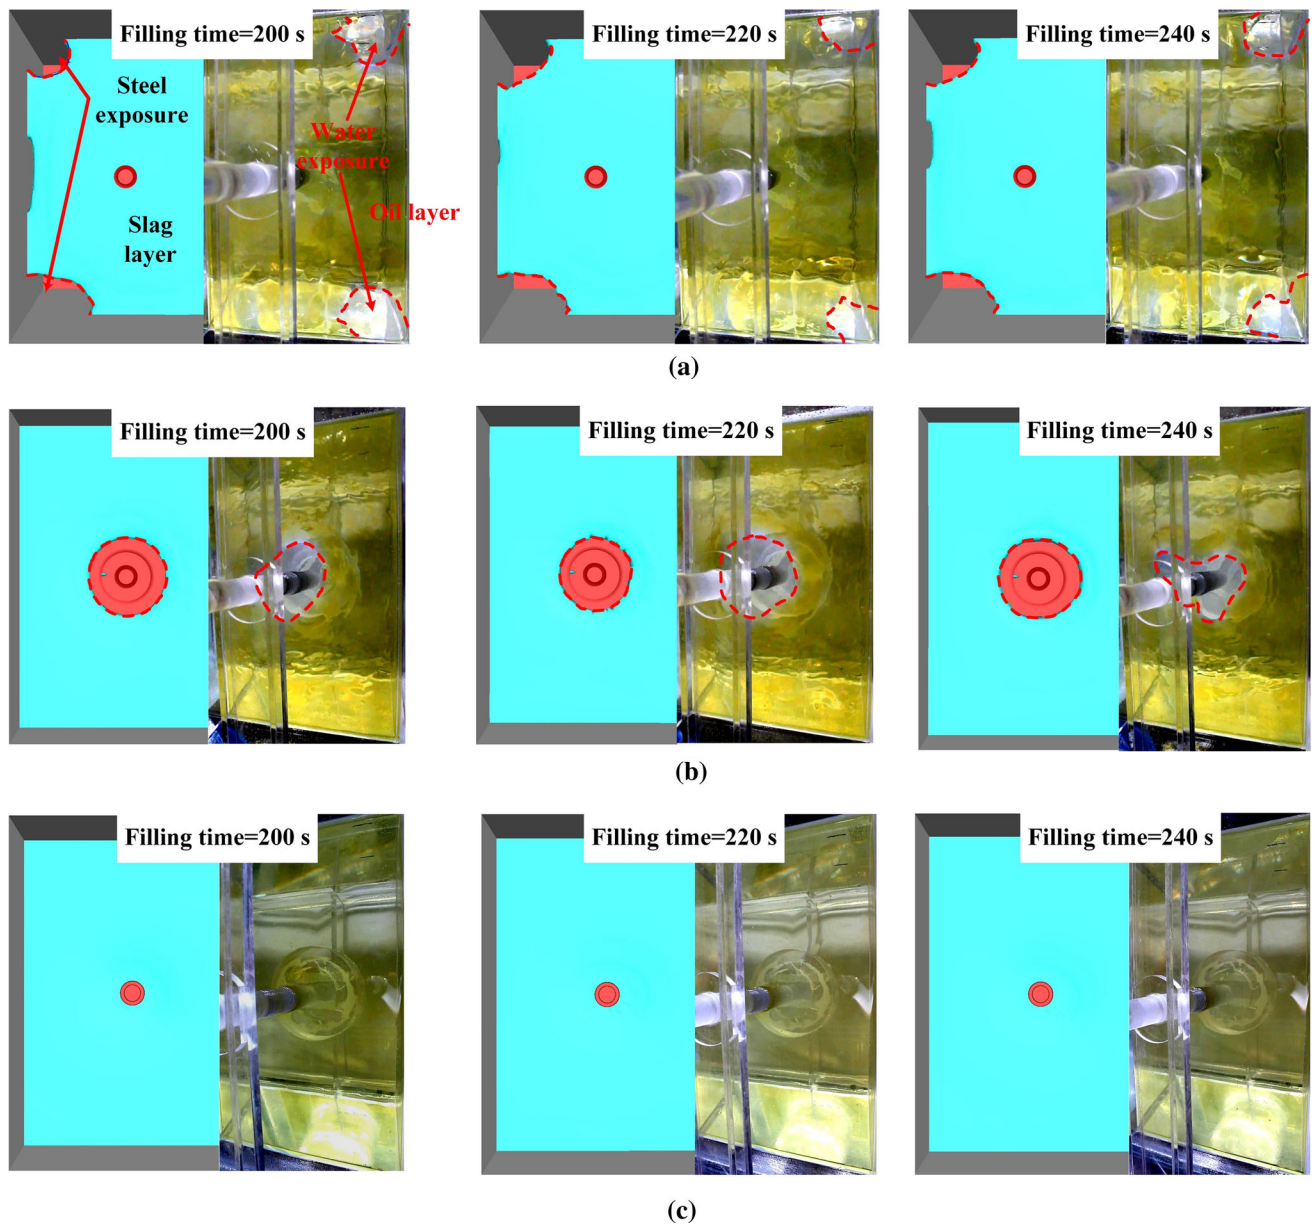 Filling time=200 s
Filling time=220 s
Filling time=240 s
Steel
exposure
Water
exposure
Oil layer
Slag
layer
(a)
Filling time=200 s
Filling time=220 s
Filling time=240 s
(b)
Filling time=200 s
Filling time=220 s
Filling time=240 s
(c)